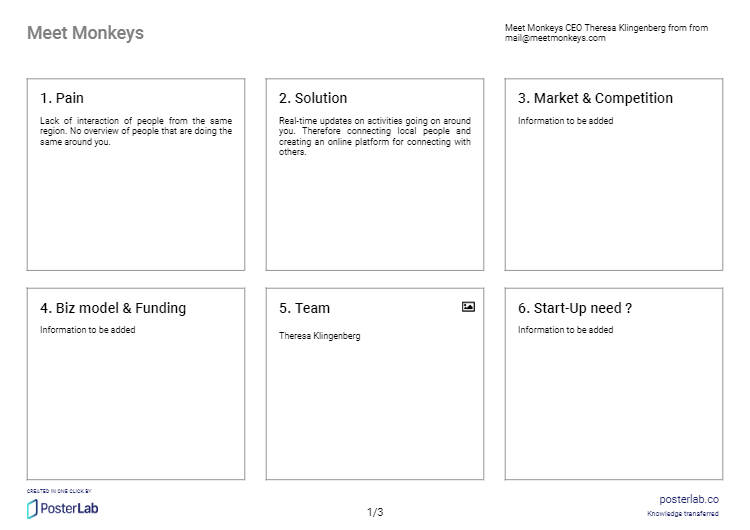 Meet Monkeys
Meet Monkeys CEO Theresa Klingenberg from from
mail@meetmonkeys.com
1. Pain
Lack of interaction of people from the same
region. No overview of people that are doing the
same around you.
2. Solution
Real-time updates on activities going on around
you. Therefore connecting local people and
creating an online platform for connecting with
others.
3. Market & Competition
Information to be added
4. Biz model & Funding
Information to be added
5. Team
Theresa Klingenberg
6. Start-Up need ?
Information to be added
CREATED IN ONE CLICK BY
PosterLab
1/3
posterlab.co
Knowledge transferred